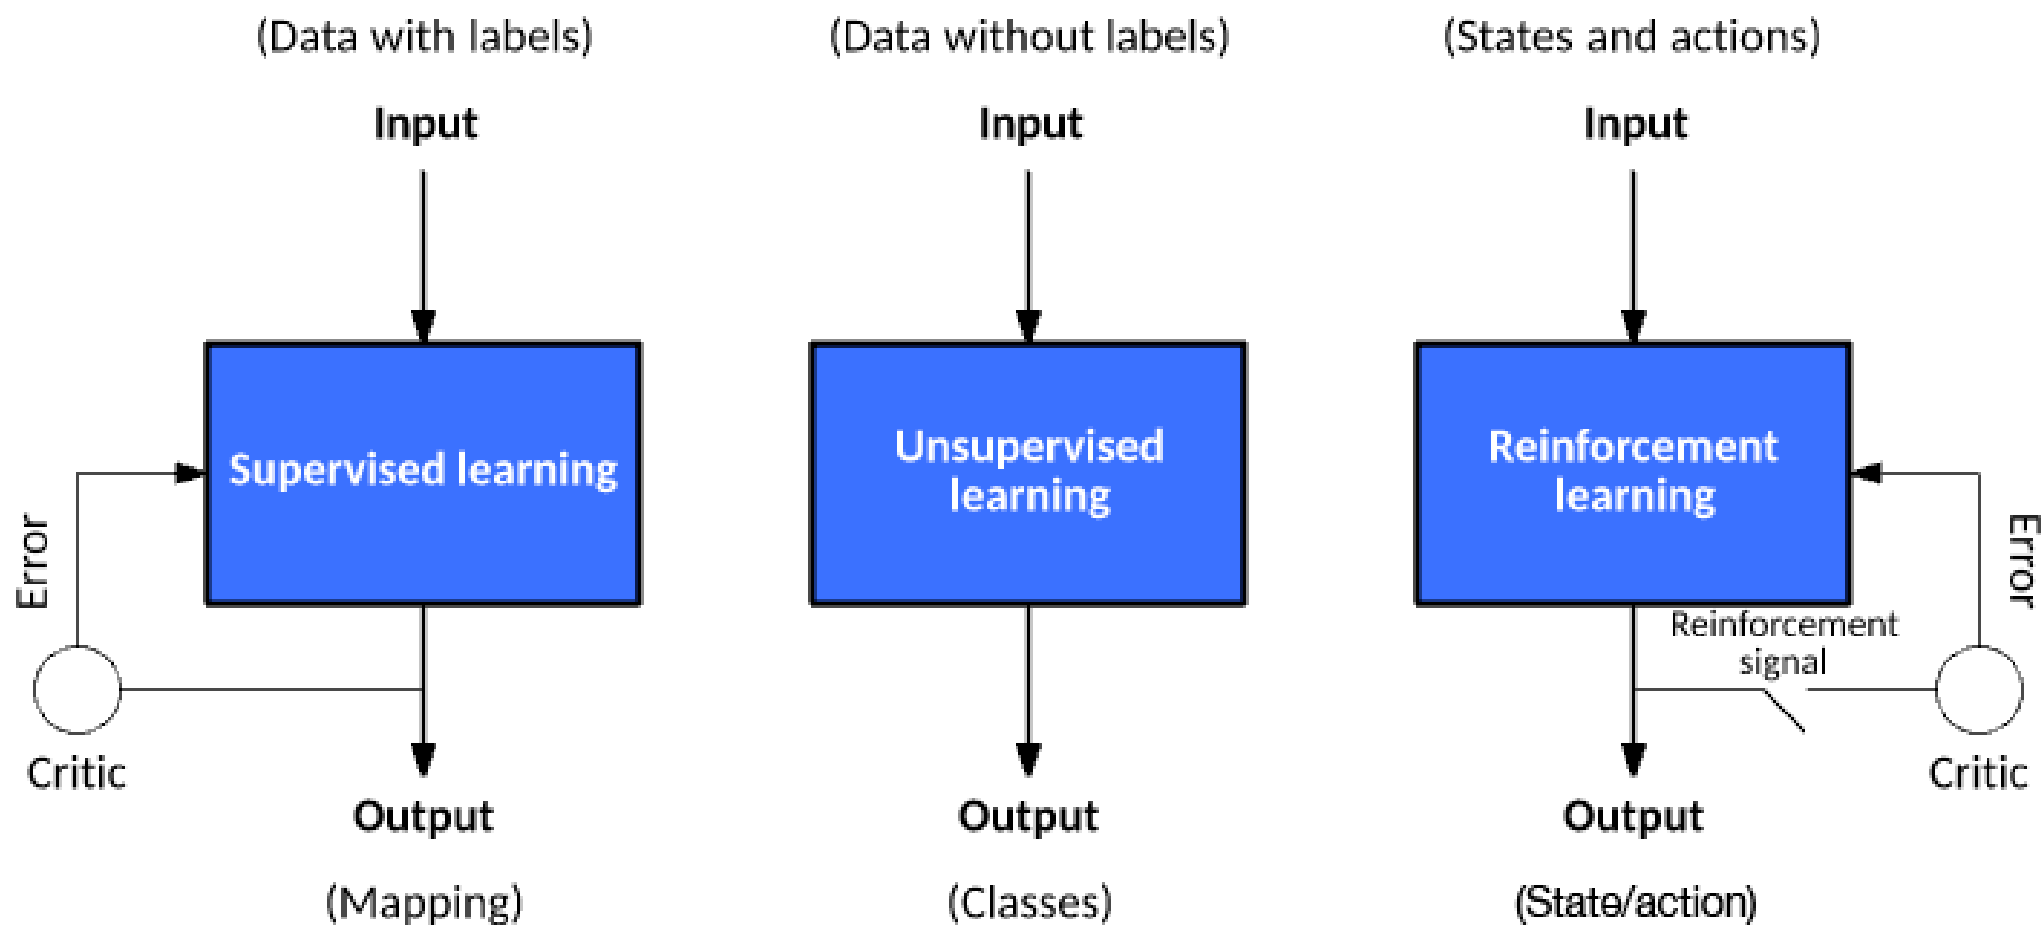 (Data with labels)
Input
Supervised learning
Error
Critic
Output
(Mapping)
(Data without labels)
Input
Unsupervised
learning
Output
(Classes)
(States and actions)
Input
Reinforcement
learning
Error
Reinforcement
signal
Critic
Output
(State/action)